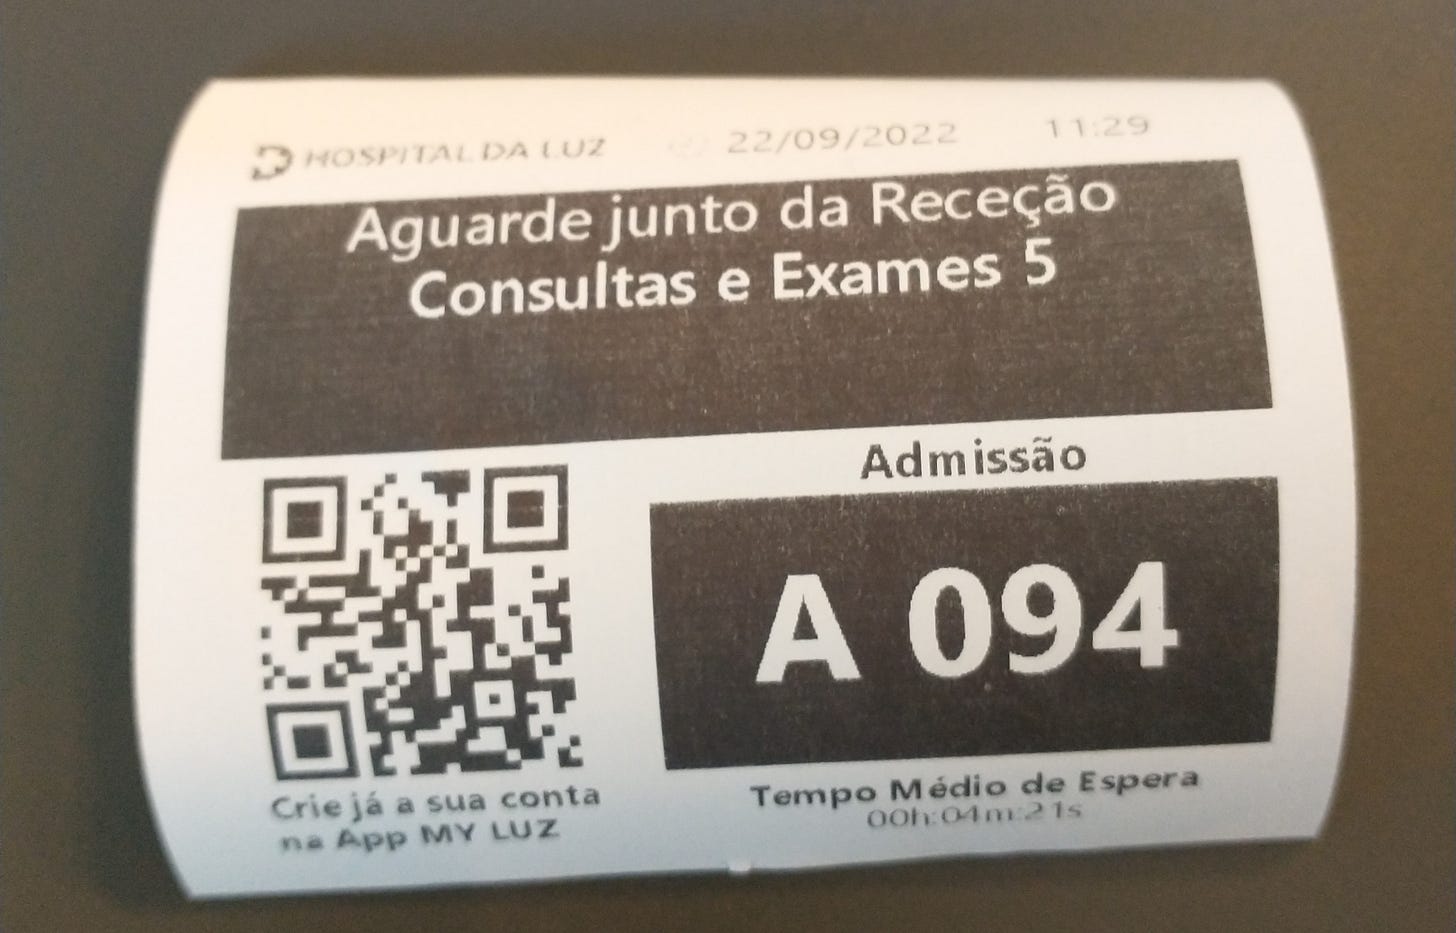 HOSPITAL DA LUZ 22/09/2022 11:29
Aguarde junto da Receção
Consultas e Exames 5
Admissão
A 094
Tempo Médio de Espera
00h:04m:21s
Crie já a sua conta
na App MY LUZ